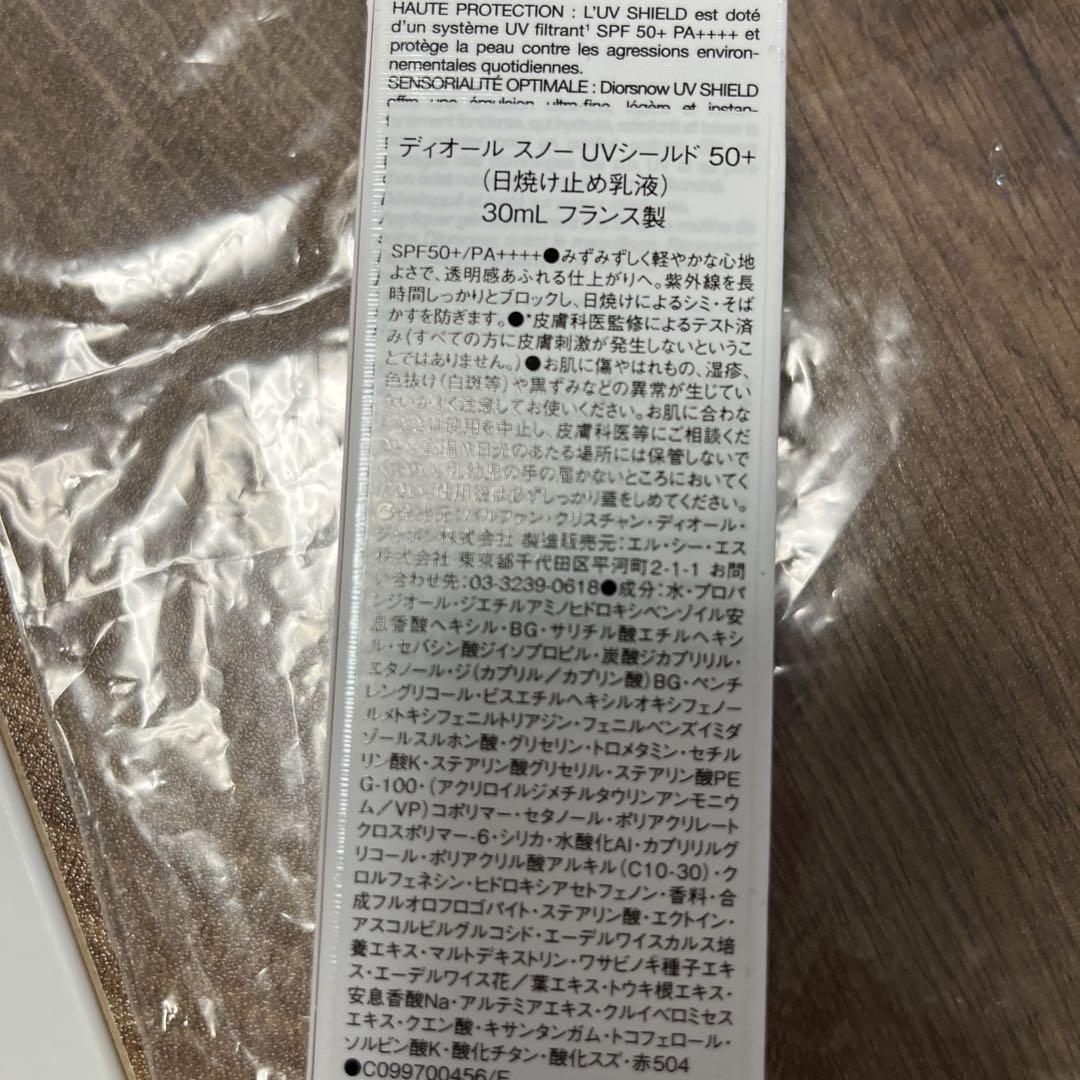 HAUTE PROTECTION : L'UV SHIELD est doté
d'un système UV filtrant¹ SPF 50+ PA++++ et
protège la peau contre les agressions environ-
nementales quotidiennes.
SENSORIALITÉ OPTIMALE : Diorsnow UV SHIELD
offre une émulsion ultra-fine, légère et instan-
ディオール スノー UVシールド 50+
(日焼け止め乳液)
30mL フランス製
SPF50+/PA++++●みずみずしく軽やかな心地
よさで、透明感あふれる仕上がりへ。紫外線を長
時間しっかりとブロックし、日焼けによるシミ・そば
かすを防ぎます。●*皮膚科医監修によるテスト済
み(すべての方に皮膚刺激が発生しないというこ
とではありません。)●お肌に傷やはれもの、湿疹、
色抜け(白斑等)や黒ずみなどの異常が生じてい
ないかよく注意してお使いください。お肌に合わな
いときは使用を中止し、皮膚科医等にご相談くだ
高温や日光のあたる場所には保管しないで
乳幼児の手の届かないところにおいてく
ださい。使用後は必ずしっかり蓋をしめてください。
●発売元:パルファン・クリスチャン・ディオール・
ジャポン株式会社 製造販売元:エル・シー・エス
株式会社 東京都千代田区平河町2-1-1 お問
い合わせ先:03-3239-0618●成分:水・プロパ
ンジオール・ジエチルアミノヒドロキシベンゾイル安
息香酸ヘキシル・BG・サリチル酸エチルヘキシ
ル・セバシン酸ジイソプロピル・炭酸ジカプリリル・
エタノール・ジ(カプリル/カプリン酸)BG・ペンチ
レングリコール・ビスエチルヘキシルオキシフェノー
ルメトキシフェニルトリアジン・フェニルベンズイミダ
ゾールスルホン酸・グリセリン・トロメタミン・セチル
リン酸K・ステアリン酸グリセリル・ステアリン酸PE
G-100・(アクリロイルジメチルタウリンアンモニウ
ム/VP)コポリマー・セタノール・ポリアクリレート
クロスポリマー-6・シリカ・水酸化Al・カプリリルグ
リコール・ポリアクリル酸アルキル(C10-30)・ク
ロルフェネシン・ヒドロキシアセトフェノン・香料・合
成フルオロフロゴパイト・ステアリン酸・エクトイン・
アスコルビルグルコシド・エーデルワイスカルス培
養エキス・マルトデキストリン・ワサビノキ種子エキ
ス・エーデルワイス花/葉エキス・トウキ根エキス・
安息香酸Na・アルテミアエキス・クルイベロミセス
エキス・クエン酸・キサンタンガム・トコフェロール・
ソルビン酸K・酸化チタン・酸化スズ・赤504
●C099700456/E